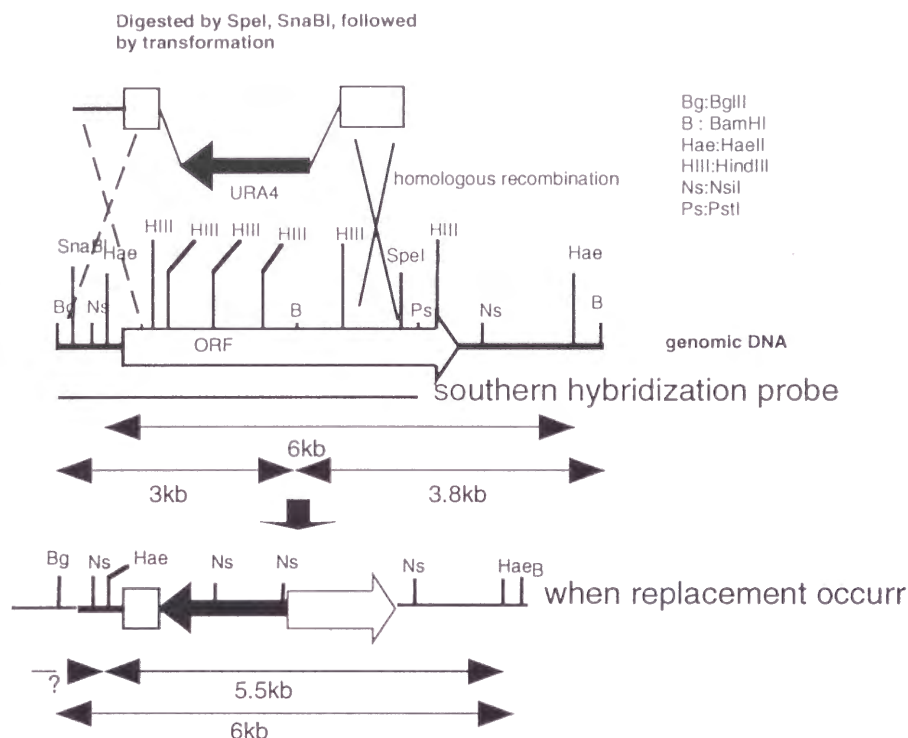 Digested by SpeI, SnaBI, followed
by transformation
URA4
homologous recombination
Bg:BglII
B : BamHI
Hae:HaeII
HIII:HindIII
Ns:NsiI
Ps:PstI
HIII HIII HIII HIII HIII HIII
SnaBI Hae SpeI Hae
Bg Ns B Ps Ns B
ORF
genomic DNA
southern hybridization probe
6kb
3kb 3.8kb
Bg Ns Hae Ns Ns Ns Hae B
when replacement occurr
? 5.5kb
6kb